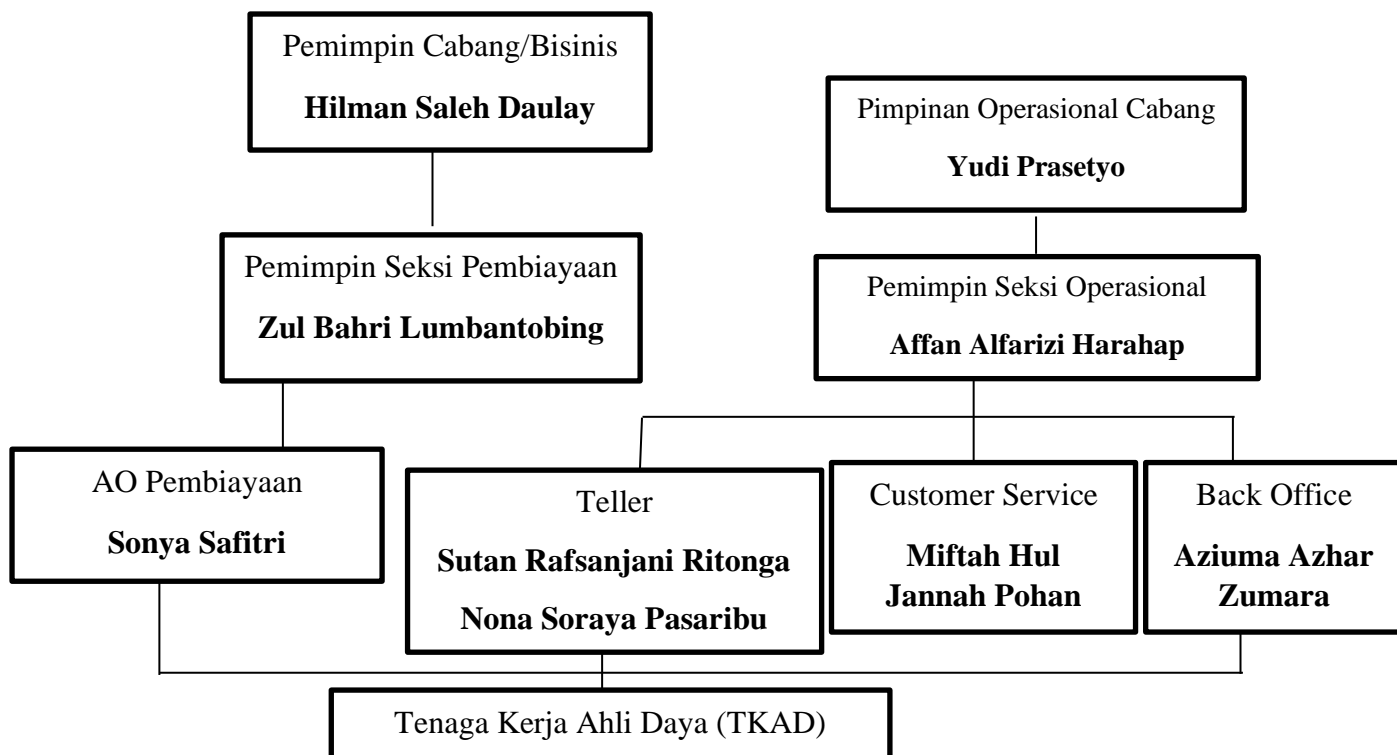 Pemimpin Cabang/Bisinis
Hilman Saleh Daulay
Pimpinan Operasional Cabang
Yudi Prasetyo
Pemimpin Seksi Pembiayaan
Zul Bahri Lumbantobing
Pemimpin Seksi Operasional
Affan Alfarizi Harahap
AO Pembiayaan
Sonya Safitri
Teller
Sutan Rafsanjani Ritonga
Nona Soraya Pasaribu
Customer Service
Miftah Hul
Jannah Pohan
Back Office
Aziuma Azhar
Zumara
Tenaga Kerja Ahli Daya (TKAD)